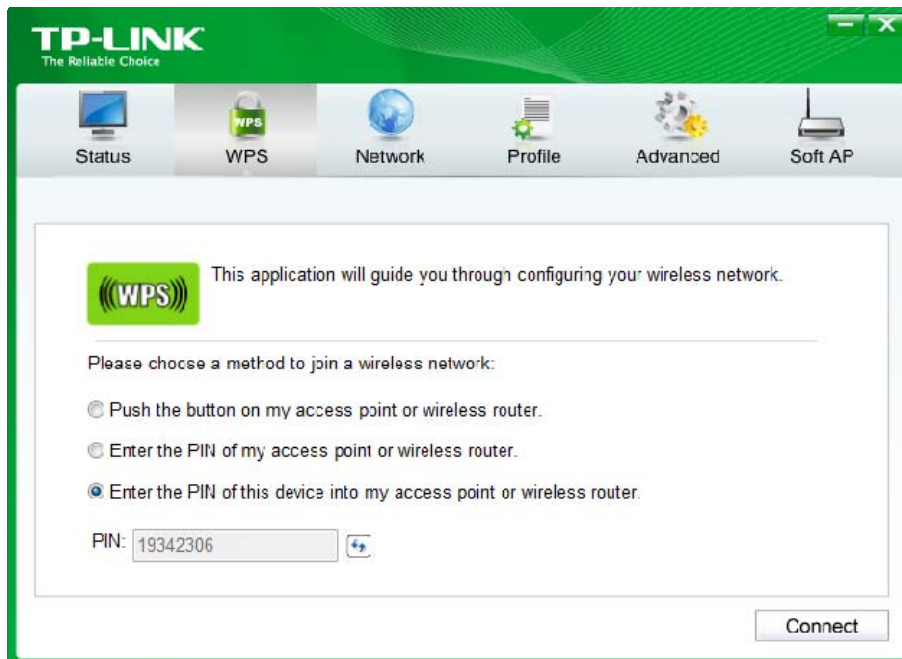 TP-LINK
The Reliable Choice
Status WPS Network Profile Advanced Soft AP
WPS
This application will guide you through configuring your wireless network.
((WPS))
Please choose a method to join a wireless network:
Push the button on my access point or wireless router.
Enter the PIN of my access point or wireless router.
Enter the PIN of this device into my access point or wireless router.
PIN: 19342306
Connect